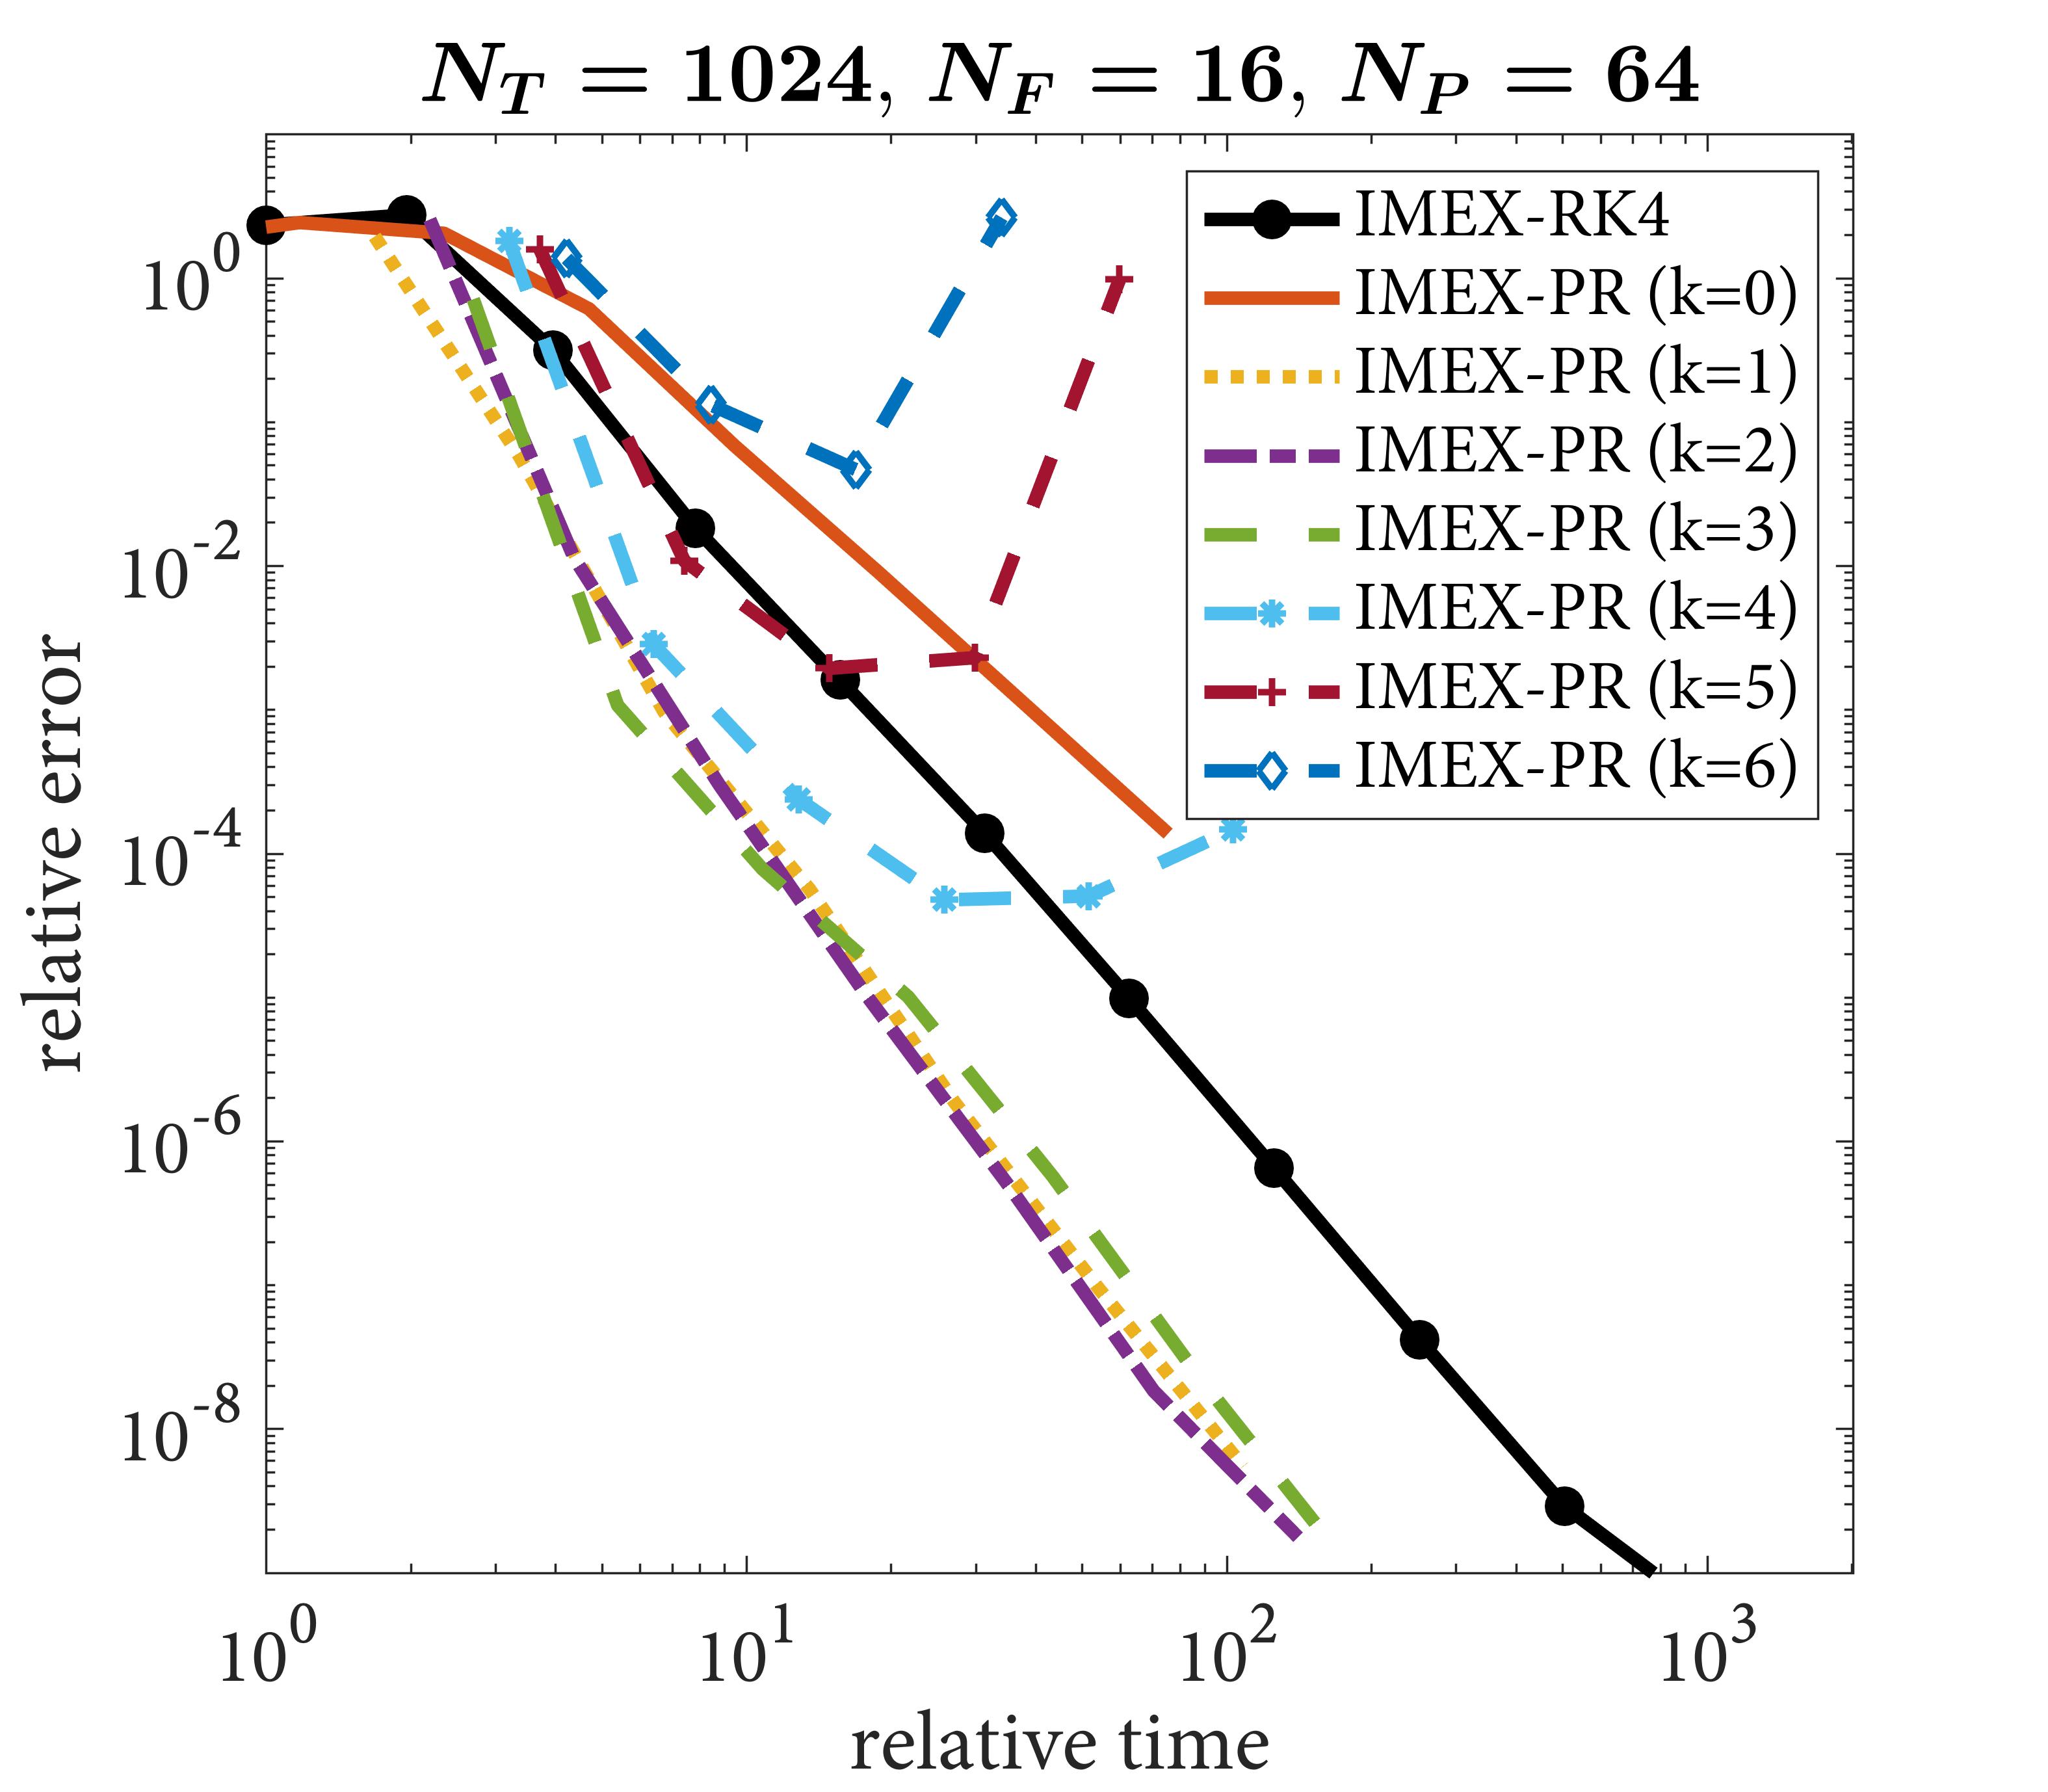 N_T = 1024, N_F = 16, N_P = 64
IMEX-RK4
IMEX-PR (k=0)
IMEX-PR (k=1)
IMEX-PR (k=2)
IMEX-PR (k=3)
IMEX-PR (k=4)
IMEX-PR (k=5)
IMEX-PR (k=6)
relative error
10^0
10^-2
10^-4
10^-6
10^-8
10^0 10^1 10^2 10^3
relative time